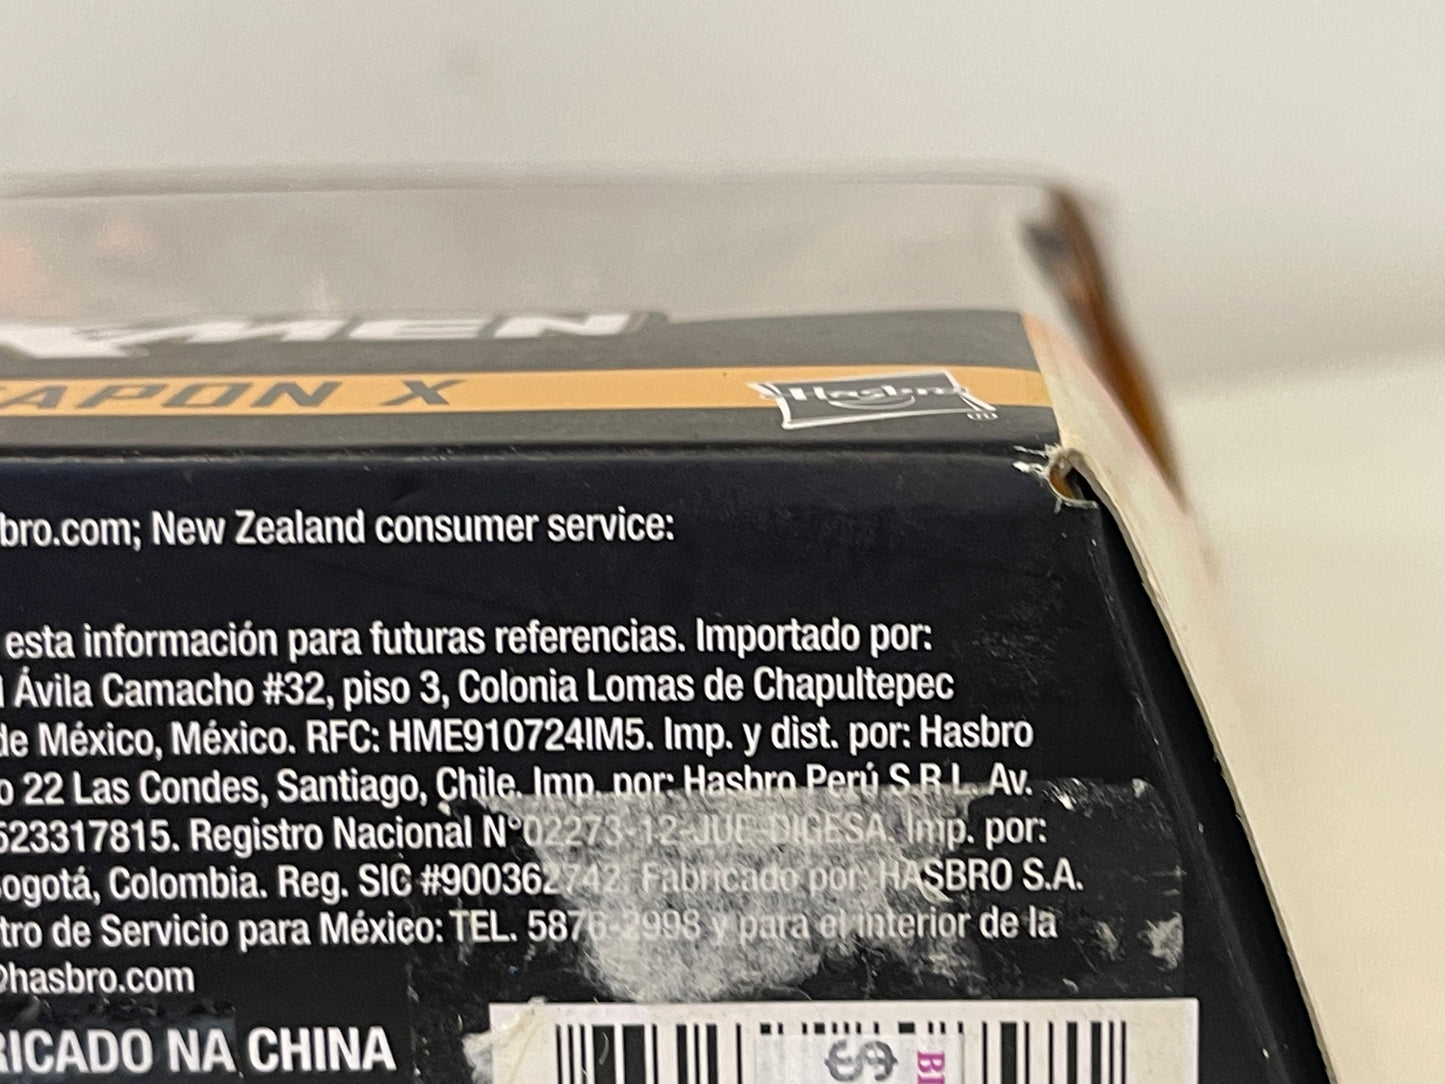 X-MEN
APON X
Hasbro
bro.com; New Zealand consumer service:
esta información para futuras referencias. Importado por:
Ávila Camacho #32, piso 3, Colonia Lomas de Chapultepec
de México, México. RFC: HME910724IM5. Imp. y dist. por: Hasbro
o 22 Las Condes, Santiago, Chile. Imp. por: Hasbro Perú S.R.L. Av.
523317815. Registro Nacional N°02273-12-JUE-DIGESA. Imp. por:
ogotá, Colombia. Reg. SIC #900362742. Fabricado por: HASBRO S.A.
tro de Servicio para México: TEL. 5876-2998 y para el interior de la
@hasbro.com
RICADO NA CHINA